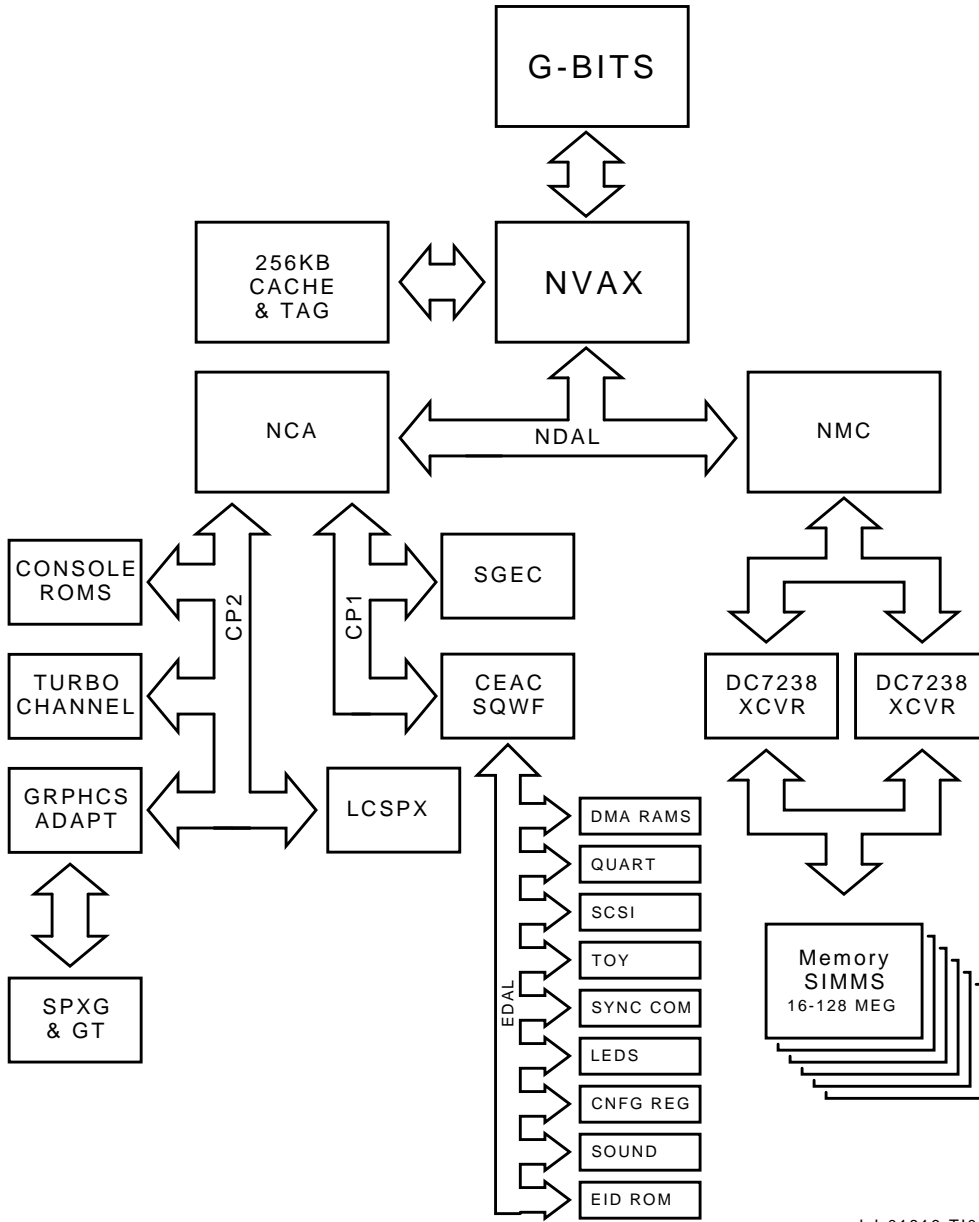 G-BITS
256KB
CACHE
& TAG
NVAX
NCA
NDAL
NMC
CONSOLE
ROMS
CP2
CP1
SGEC
TURBO
CHANNEL
CEAC
SQWF
DC7238
XCVR
DC7238
XCVR
GRPHCS
ADAPT
LCSPX
DMA RAMS
QUART
SCSI
TOY
SYNC COM
LEDS
CNFG REG
SOUND
EID ROM
EDAL
SPXG
& GT
Memory
SIMMS
16-128 MEG